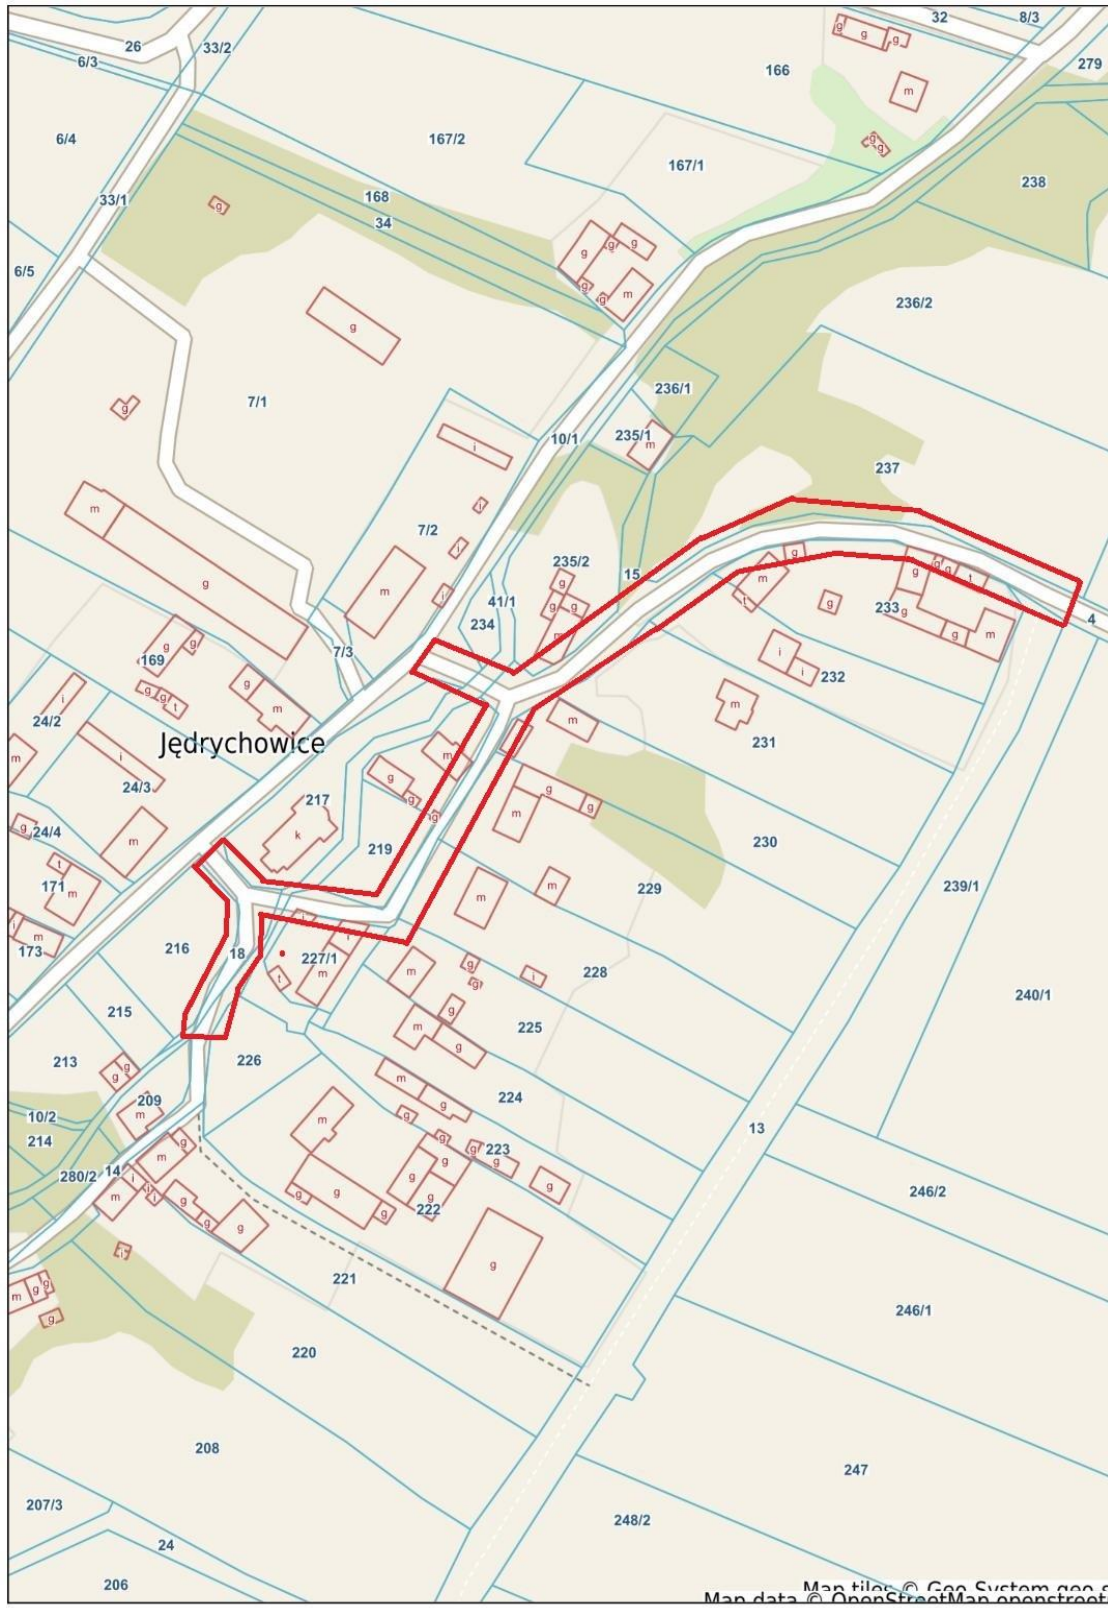 32
8/3
26
33/2
6/3
279
166
g
g
g
m
6/4
167/2
g
g
167/1
238
33/1
168
34
g
6/5
g
g
g
g
g
m
236/2
g
7/1
g
236/1
235/1
m
10/1
i
237
m
7/2
i
i
g
m
i
235/2
g
g
g
m
15
41/1
234
m
g
t
g
g
g
g
t
233
g
g
m
4
7/3
169
g
g
g
g
t
g
m
24/2
i
i
i
i
232
m
m
231
Jędrychowice
m
24/3
i
m
g
g
g
217
k
219
g
g
m
230
24/4
g
m
171
t
m
i
m
173
216
18
i
i
227/1
m
t
m
m
229
239/1
m
g
g
i
228
240/1
215
g
m
g
225
213
g
g
226
209
m
m
g
g
224
10/2
214
280/2
14
m
g
i
m
i
i
m
g
g
223
g
g
13
g
g
g
g
g
g
222
g
246/2
g
g
g
g
221
i
m
g
g
g
246/1
220
208
247
207/3
248/2
24
206
Map tiles © Geo-System geo-s
Map data © OpenStreetMap openstreet